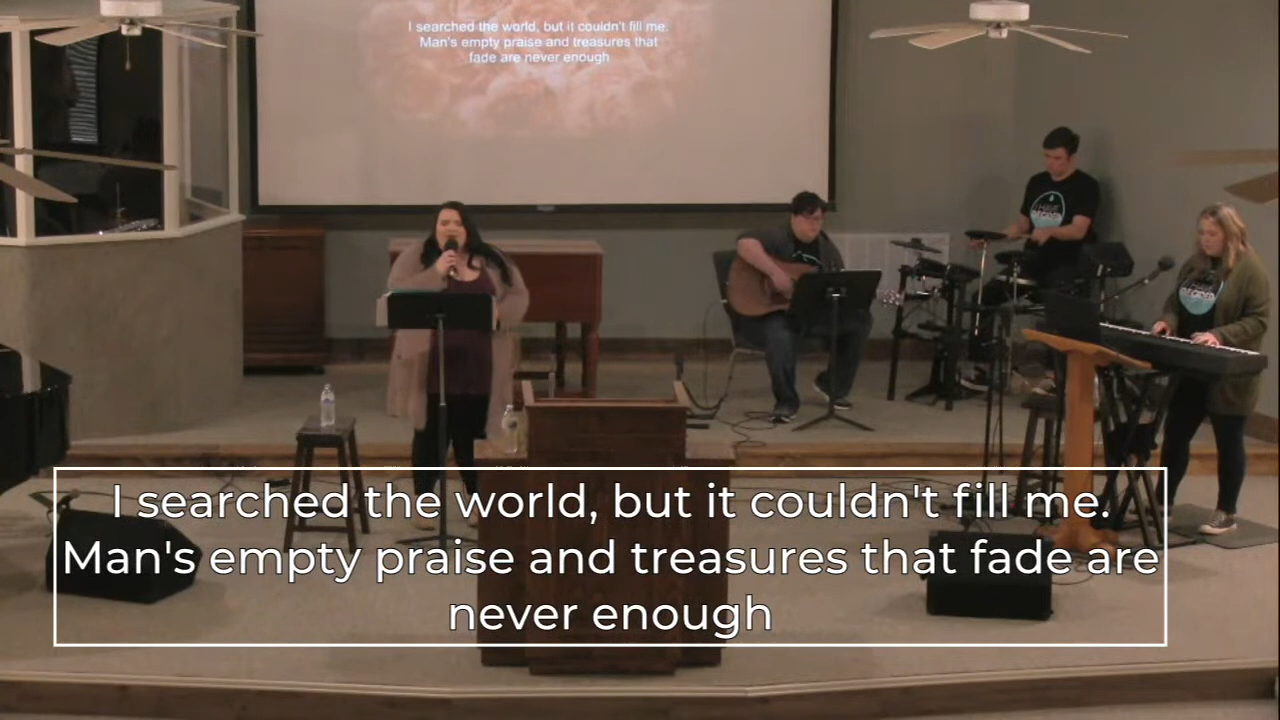 I searched the world, but it couldn't fill me.
Man's empty praise and treasures that
fade are never enough
I searched the world, but it couldn't fill me.
Man's empty praise and treasures that fade are
never enough